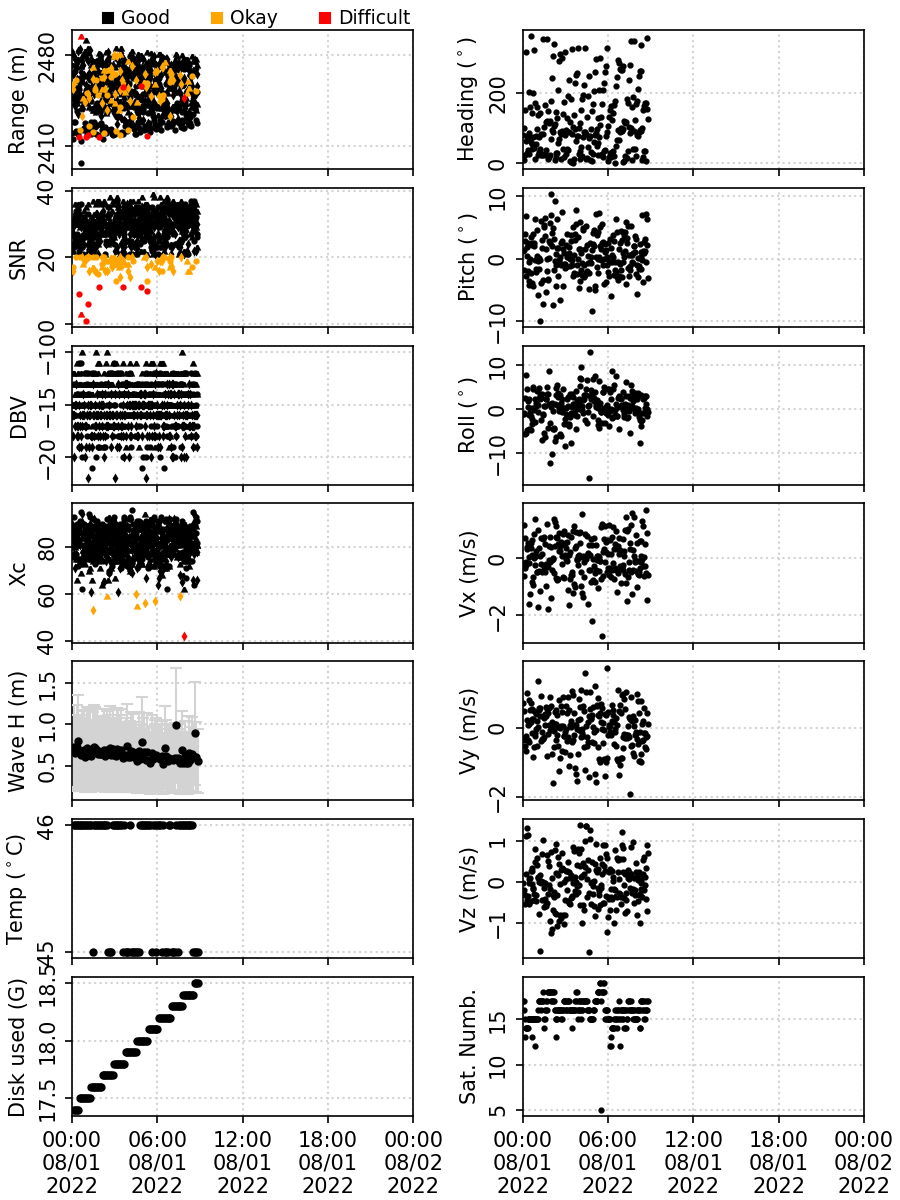 Good Okay Difficult
Range (m)
2480
2410
Heading (°)
200
0
SNR
40
20
0
Pitch (°)
10
0
−10
DBV
−10
−15
−20
Roll (°)
10
0
−10
Xc
80
60
40
Vx (m/s)
0
−2
Wave H (m)
1.5
1.0
0.5
Vy (m/s)
0
−2
Temp (°C)
46
45
Vz (m/s)
1
0
−1
Disk used (G)
18.5
18.0
17.5
Sat. Numb.
15
10
5
00:00 06:00 12:00 18:00 00:00 00:00 06:00 12:00 18:00 00:00
08/01 08/01 08/01 08/01 08/02 08/01 08/01 08/01 08/01 08/02
2022 2022 2022 2022 2022 2022 2022 2022 2022 2022